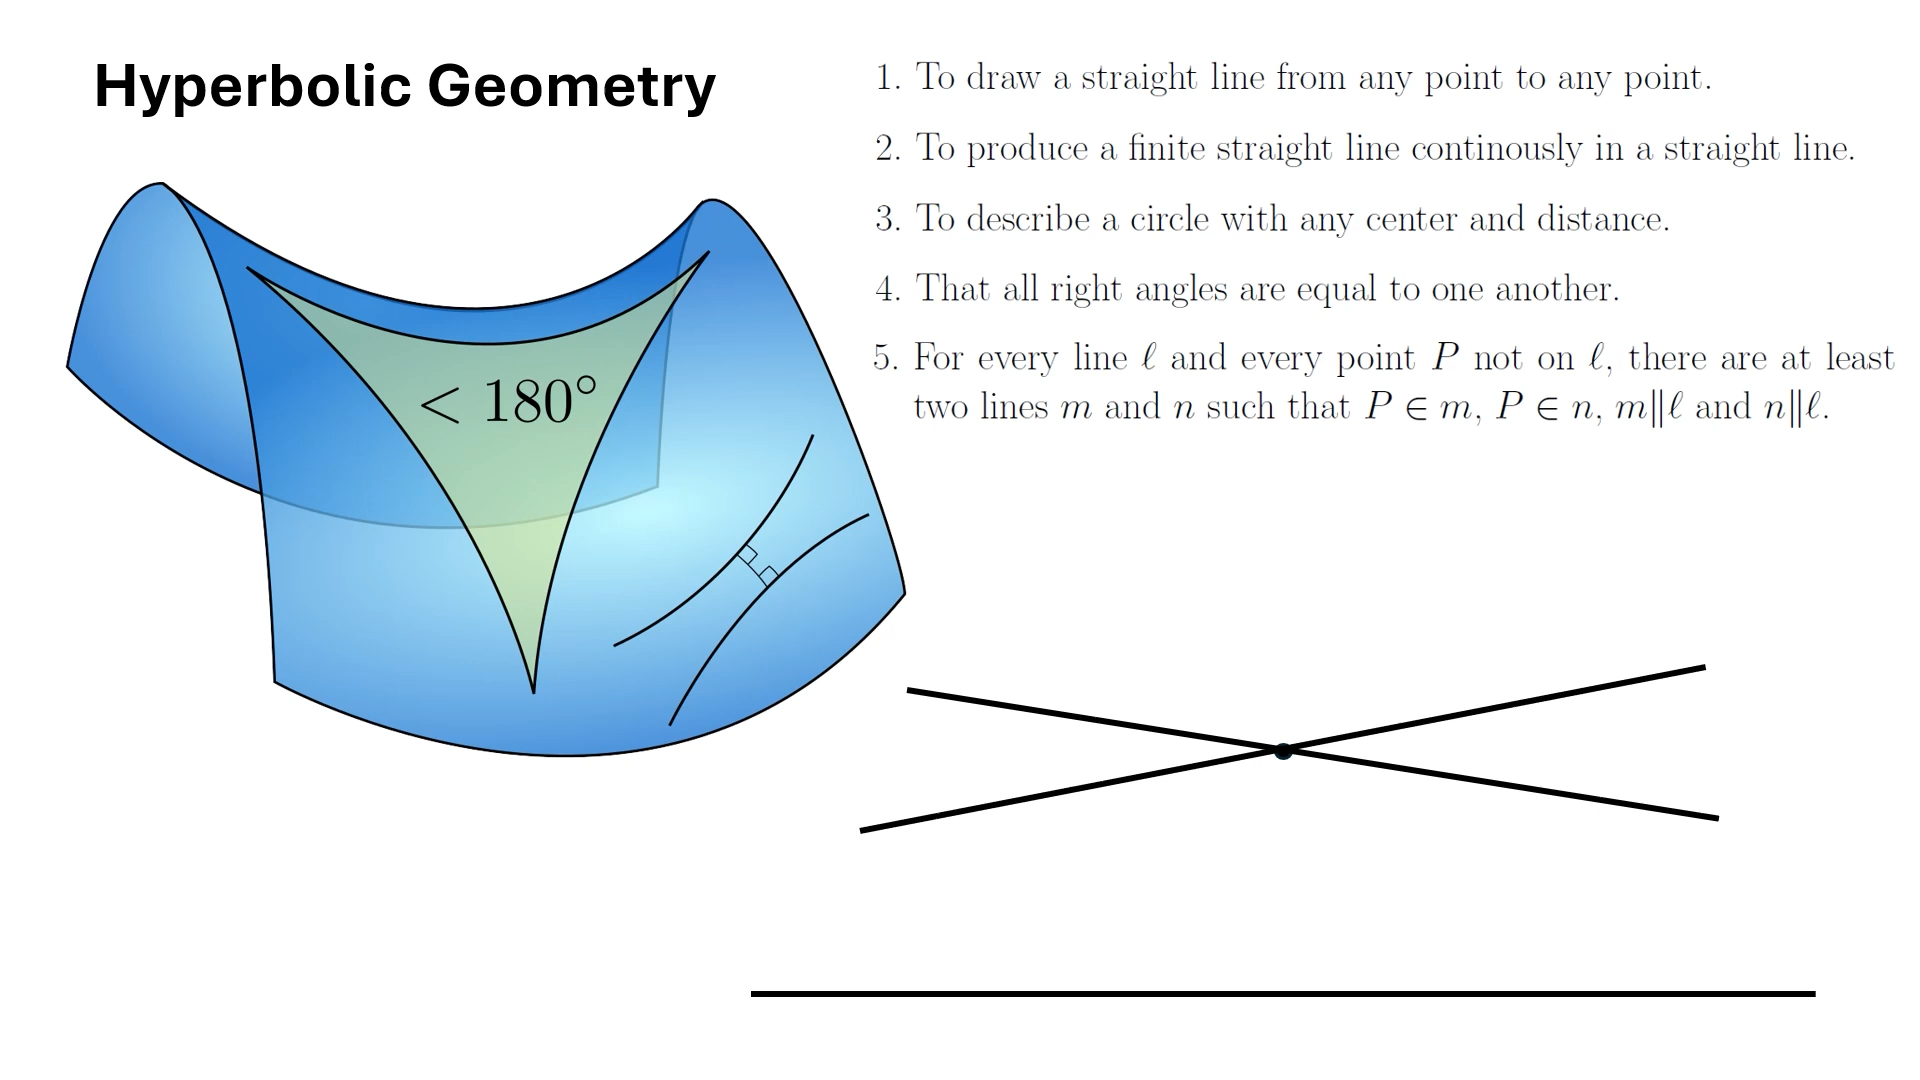 Hyperbolic Geometry
1. To draw a straight line from any point to any point.
2. To produce a finite straight line continously in a straight line.
3. To describe a circle with any center and distance.
4. That all right angles are equal to one another.
5. For every line ℓ and every point P not on ℓ, there are at least
two lines m and n such that P ∈ m, P ∈ n, m∥ℓ and n∥ℓ.
< 180°